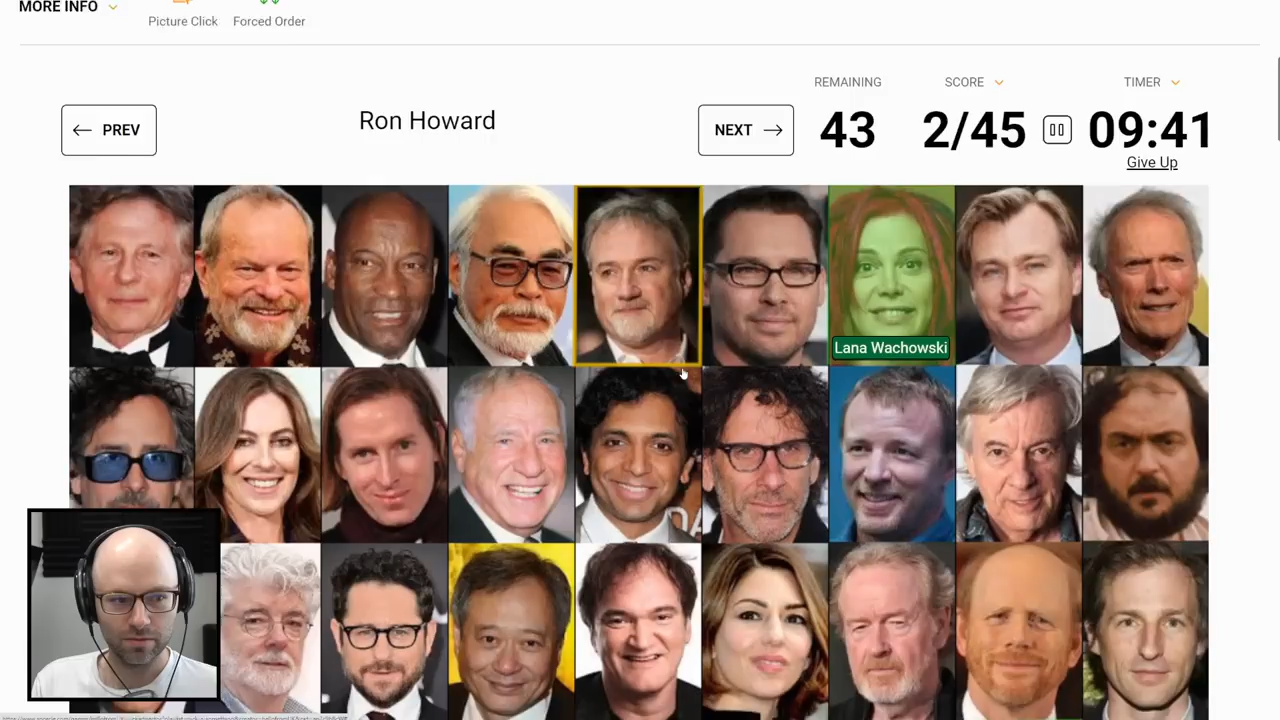 MORE INFO
Picture Click
Forced Order
REMAINING
SCORE
TIMER
← PREV
Ron Howard
NEXT →
43
2/45
09:41
Give Up
Lana Wachowski